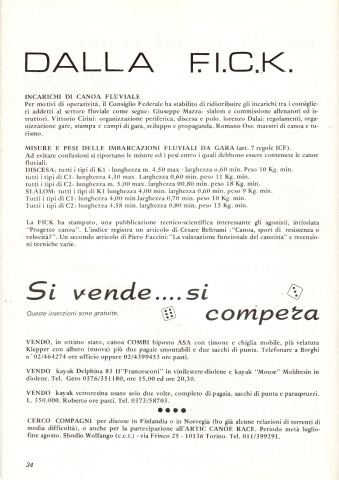 DALLA F.I.C.K.
INCARICHI DI CANOA FLUVIALE
Per motivi di operatività, il Consiglio Federale ha stabilito di ridistribuire gli incarichi tra i consiglie-
ri addetti al settore fluviale come segue: Giuseppe Mazza: slalom e commissione allenatori ed is-
truttori. Vittorio Cirini: organizzazione periferica, discesa e polo, lorenzo Dalai: regolamenti, orga-
nizzazione gare, stampa e campi di gara, sviluppo e propaganda. Romano Oss: maestri di canoa e tu-
rismo.
MISURE E PESI DELLE IMBARCAZIONI FLUVIALI DA GARA (art. 7 regole ICF).
Ad evitare confusioni si riportano le misure ed i pesi entro i quali debbono essere contenute le canoe
fluviali:
DISCESA: tutti i tipi di K1 - lunghezza m. 4,50 max - larghezza o,60 min. Peso 10 Kg. min.
tutti i tipi di C1: lunghezza 4,30 max. Larghezza 0,60 min. peso 11 Kg. min.
tutti i tipi di C2: lunghezza m. 5,00 max. larghezza 00,80 min. peso 18 Kg. min.
SLALOM: tutti i tipi di K1 lunghezza 4,00 min. larghezza 0,60 min. peso 9 Kg. min.
Tutti i tipi di C1: lunghezza 4,00 min.larghezza 0,70 min. peso 10 Kg. min.
Tutti i tipi di C2: lunghezza 4,58 min. larghezza 0,80 min. peso 15 Kg. min.
La FICK ha stampato, una pubblicazione tecnico-scientifica interessante gli agonisti, intitolata
"Progetto canoa". L'indice registra un articolo di Cesare Beltrami :"Canoa, sport di resistenza o
velocità?". Un secondo articolo di Piero Faccini:"La valutazione funzionale del canoista" e recensio-
ni tecniche varie.
Si vende....si
compera
Queste inserzioni sono gratuite.
VENDO, in ottimo stato, canoa COMBI biposto ASA con timone e chiglia mobile, più velatura
Klepper con albero (nuova) più due pagaie smontabili e due sacchi di punta. Telefonare a Borghi
n° 02/464274 ore ufficio oppure 02/4399453 ore pasti.
VENDO kayak Delphina 83 II "Franceseconi" in vinilestere-diolene e kayak "Mouse" Moldresin in
diolene. Tel. Gero 0376/351180, ore 15,00 ed ore 20,30.
VENDO kayak vetroresina usato solo due volte, completo di pagaia, sacchi di punta e paraspruzzi.
L. 350.000. Roberto ore pasti. Tel. 0373/58703.
CERCO COMPAGNI per discese in Finlandia o in Norvegia (ho già alcune relazioni di torrenti di
media difficoltà), o anche per la partecipazione all'ARTIC CANOE RACE. Periodo metà luglio-
fine agosto. Sbodio Wolfango (c.c.t.) - via Frinco 25 - 10136 Torino. Tel. 011/399291.
34